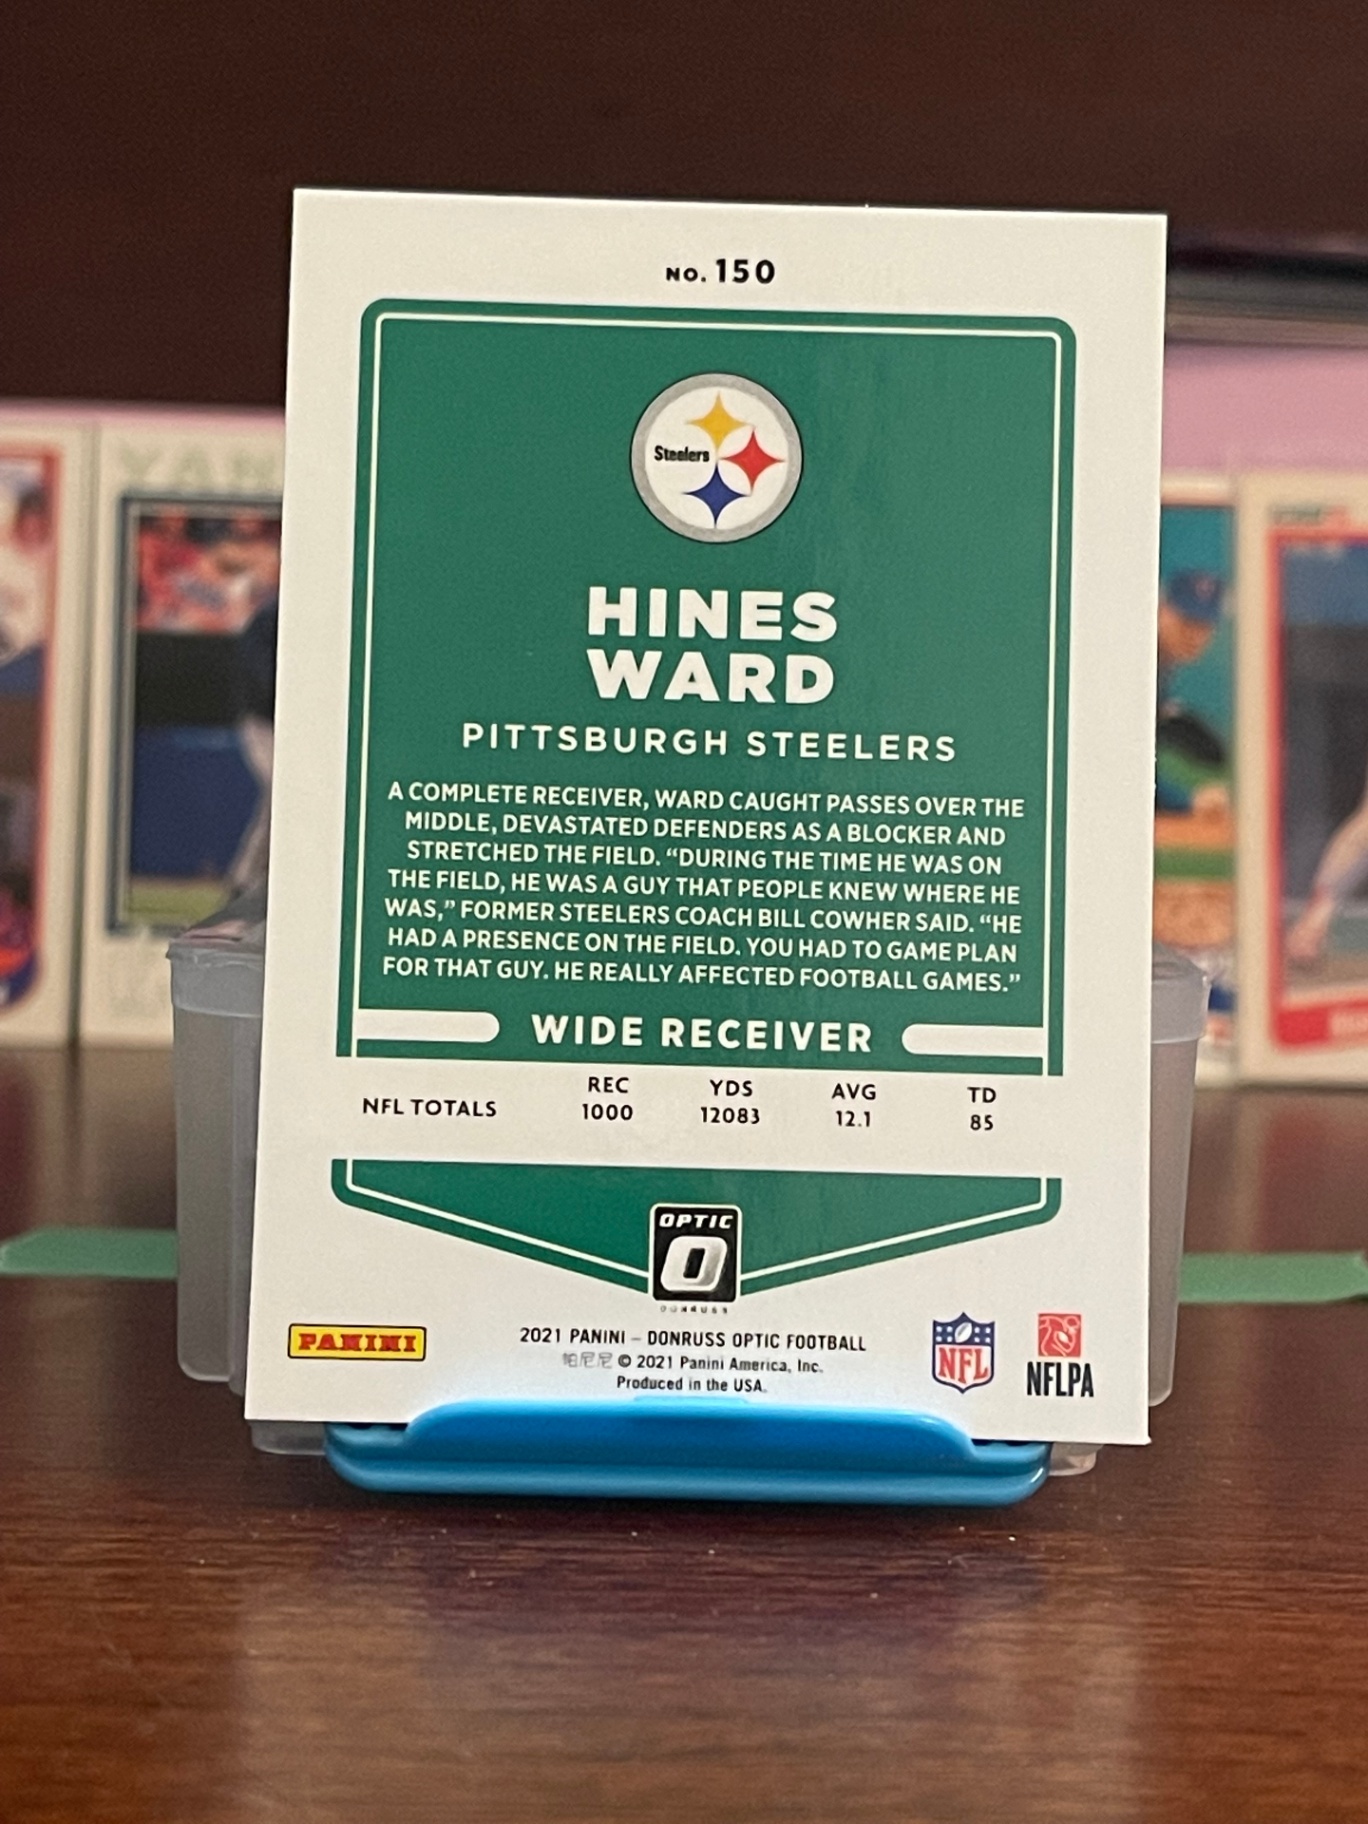 NO. 150
Steelers
HINES
WARD
PITTSBURGH STEELERS
A COMPLETE RECEIVER, WARD CAUGHT PASSES OVER THE
MIDDLE, DEVASTATED DEFENDERS AS A BLOCKER AND
STRETCHED THE FIELD. “DURING THE TIME HE WAS ON
THE FIELD, HE WAS A GUY THAT PEOPLE KNEW WHERE HE
WAS,” FORMER STEELERS COACH BILL COWHER SAID. “HE
HAD A PRESENCE ON THE FIELD. YOU HAD TO GAME PLAN
FOR THAT GUY. HE REALLY AFFECTED FOOTBALL GAMES.”
WIDE RECEIVER
REC YDS AVG TD
NFL TOTALS 1000 12083 12.1 85
OPTIC
O
DONRUSS
PANINI
2021 PANINI – DONRUSS OPTIC FOOTBALL
帕尼尼 © 2021 Panini America, Inc.
Produced in the USA.
NFL
NFLPA